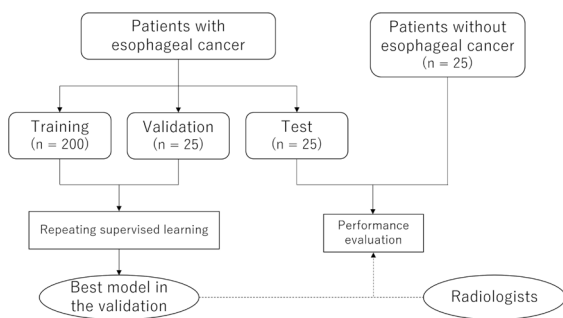 Patients with
esophageal cancer
Patients without
esophageal cancer
(n = 25)
Training
(n = 200)
Validation
(n = 25)
Test
(n = 25)
Repeating supervised learning
Performance
evaluation
Best model in
the validation
Radiologists